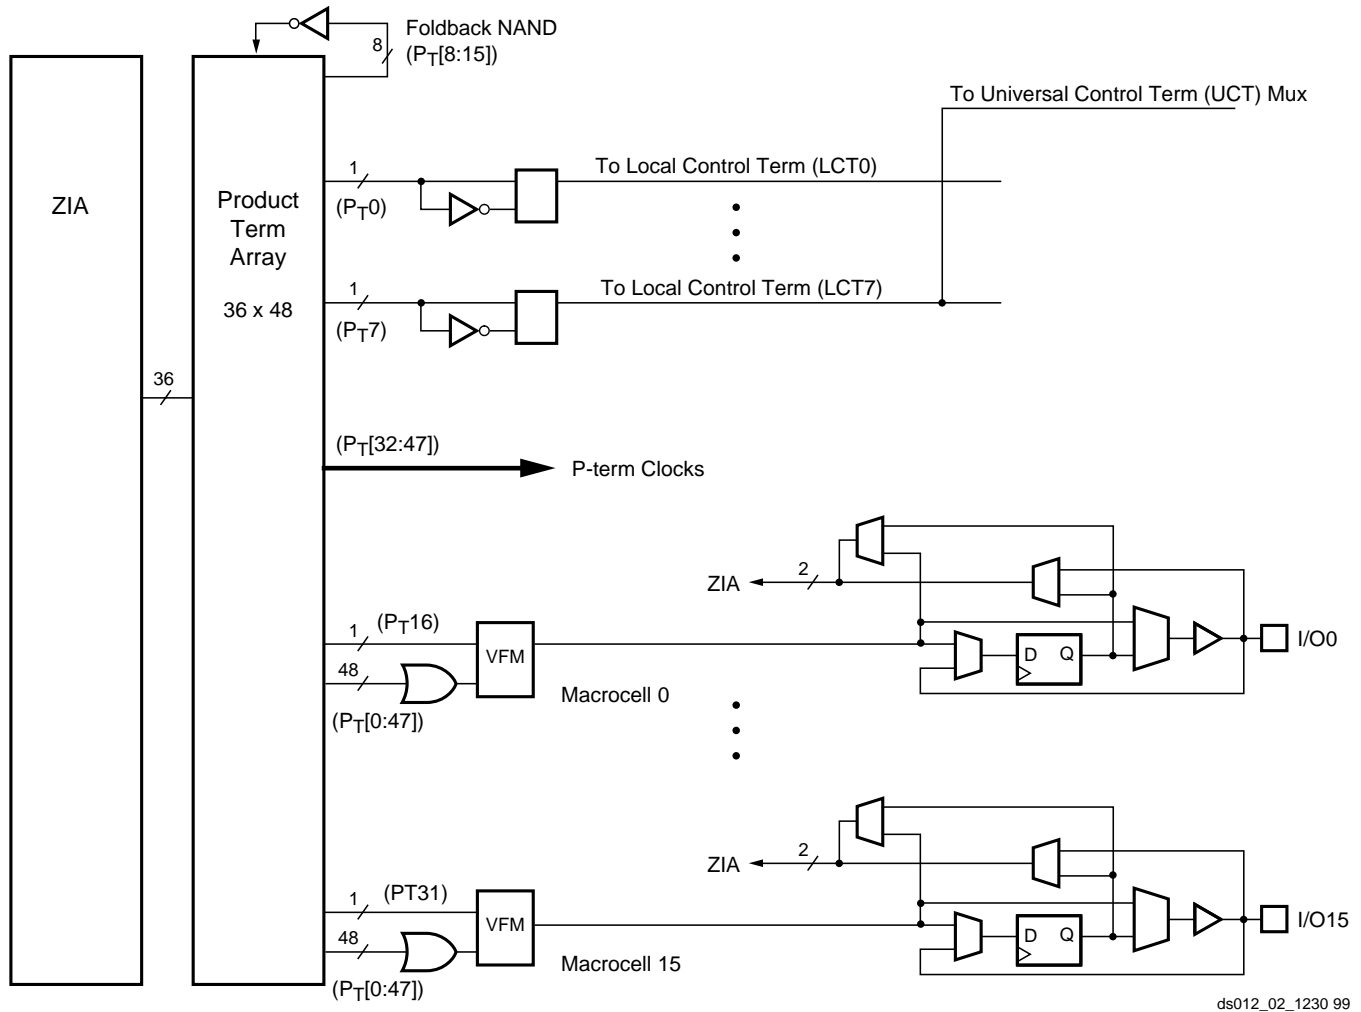 Foldback NAND
8
(PT[8:15])
To Universal Control Term (UCT) Mux
1
To Local Control Term (LCT0)
ZIA
Product
Term
Array
36 x 48
(PT0)
1
To Local Control Term (LCT7)
(PT7)
36
(PT[32:47])
P-term Clocks
ZIA
2
1
(PT16)
VFM
D Q
I/O0
48
Macrocell 0
(PT[0:47])
ZIA
2
1
(PT31)
VFM
D Q
I/O15
48
Macrocell 15
(PT[0:47])
ds012_02_1230 99